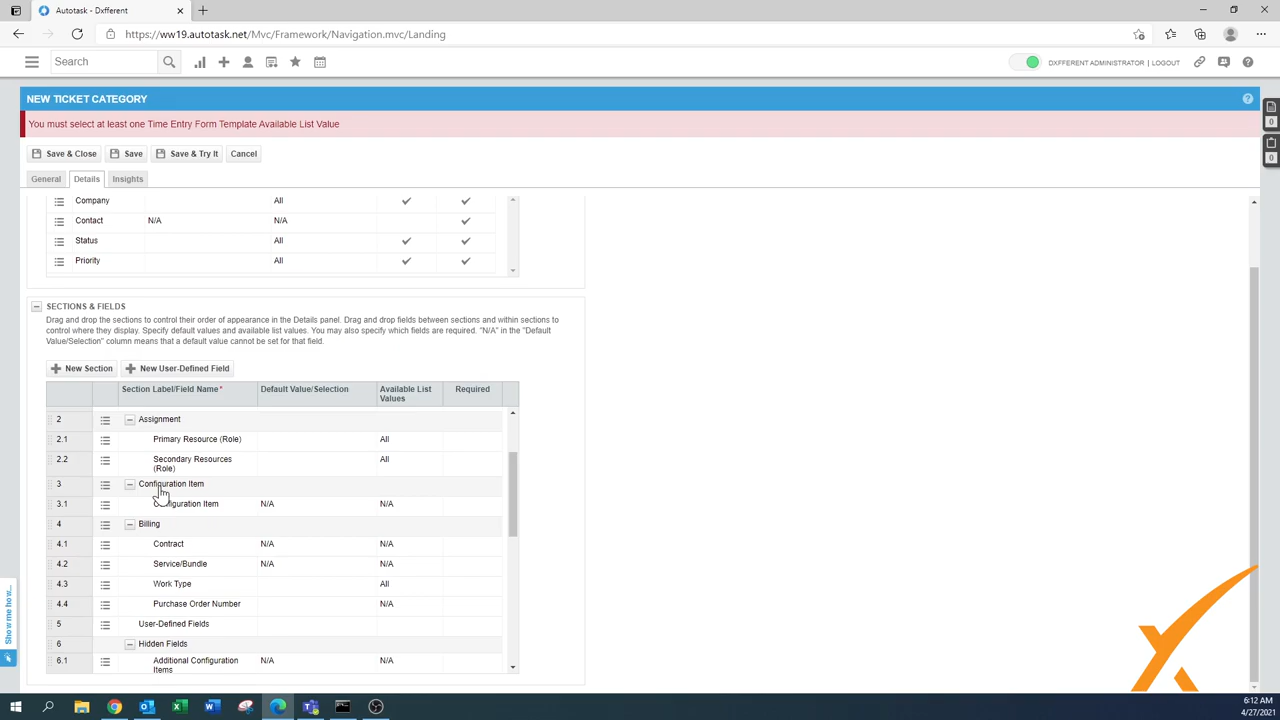 Autotask - Dxfferent
https://ww19.autotask.net/Mvc/Framework/Navigation.mvc/Landing
Search
DXFFERENT ADMINISTRATOR | LOGOUT
NEW TICKET CATEGORY
0
You must select at least one Time Entry Form Template Available List Value
0
Save & Close Save Save & Try It Cancel
General Details Insights
Company All
Contact N/A N/A
Status All
Priority All
SECTIONS & FIELDS
Drag and drop the sections to control their order of appearance in the Details panel. Drag and drop fields between sections and within sections to
control where they display. Specify default values and available list values. You may also specify which fields are required. "N/A" in the "Default
Value/Selection" column means that a default value cannot be set for that field.
New Section New User-Defined Field
Section Label/Field Name* Default Value/Selection Available List Values Required
2 Assignment
2.1 Primary Resource (Role) All
2.2 Secondary Resources (Role) All
3 Configuration Item
3.1 Configuration Item N/A N/A
4 Billing
4.1 Contract N/A N/A
4.2 Service/Bundle N/A N/A
4.3 Work Type All
4.4 Purchase Order Number N/A
5 User-Defined Fields
6 Hidden Fields
6.1 Additional Configuration Items N/A N/A
Show me how...
6:12 AM
4/27/2021